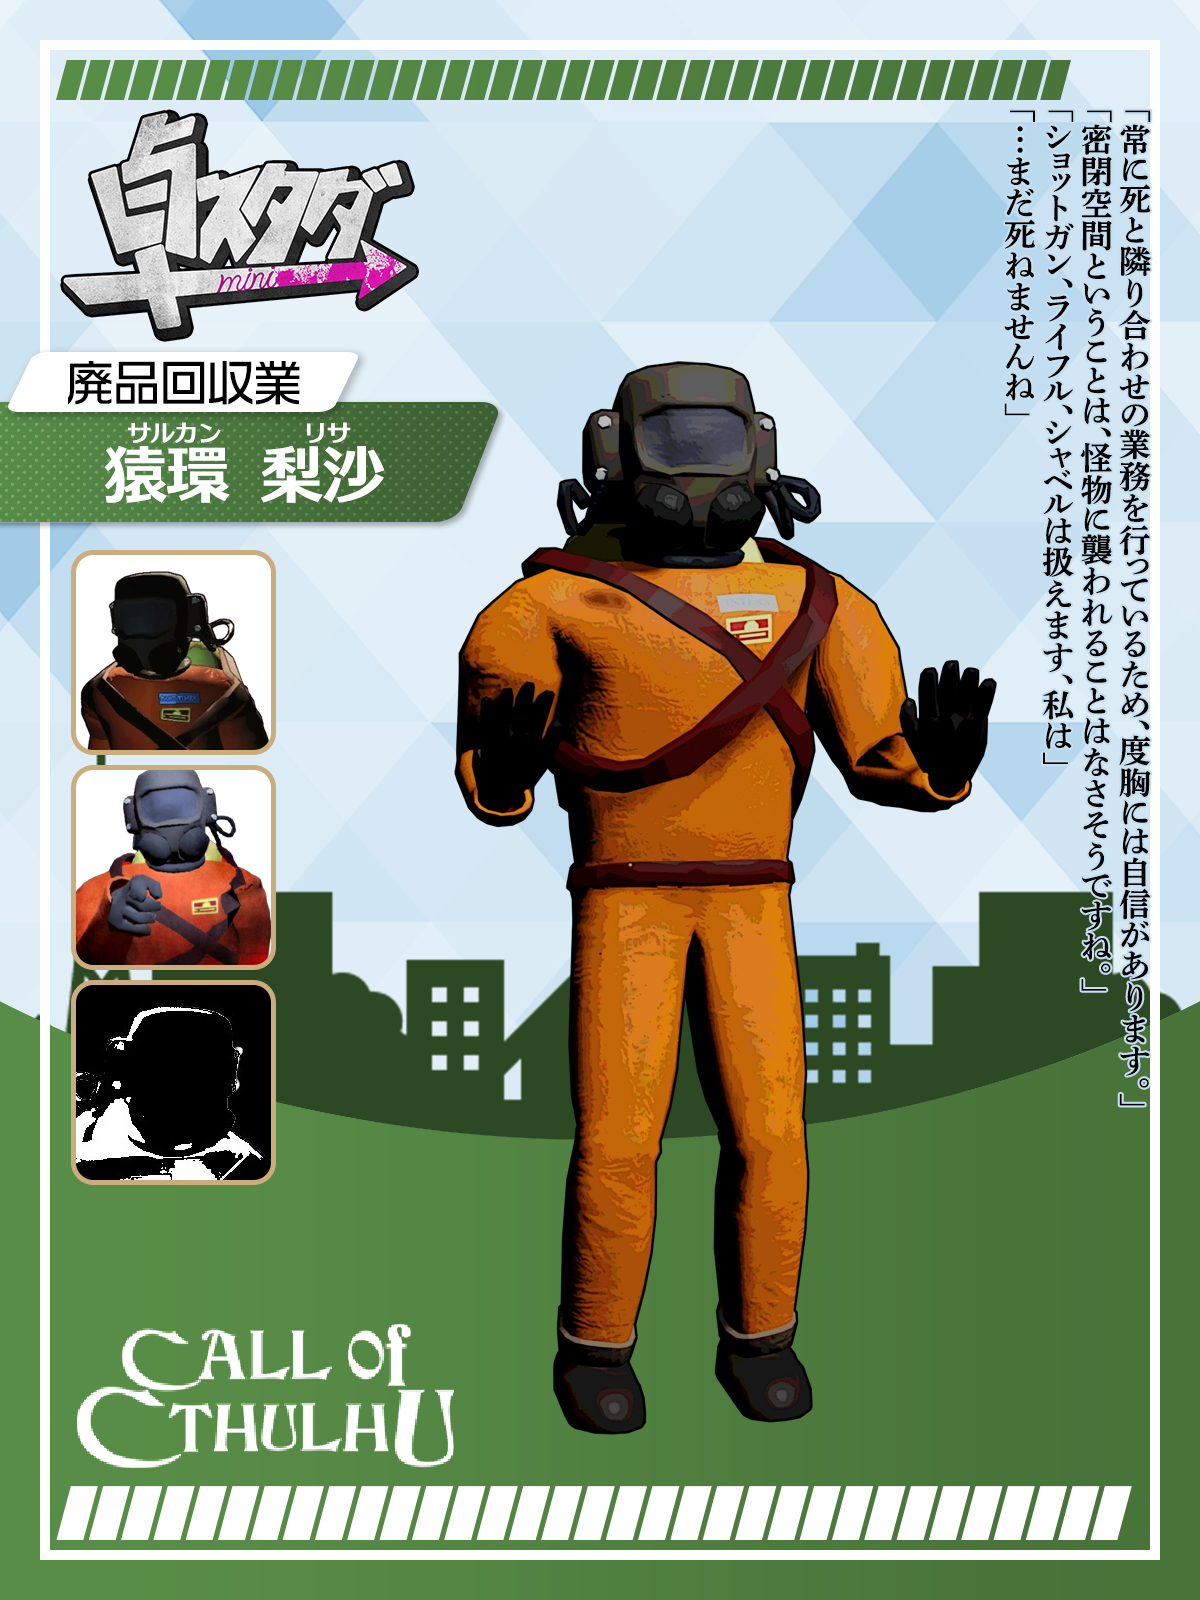 卓スタダ
mini
廃品回収業
サルカン リサ
猿環 梨沙
「常に死と隣り合わせの業務を行っているため、度胸には自信があります。」
「密閉空間ということは、怪物に襲われることはなさそうですね。」
「ショットガン、ライフル、シャベルは扱えます、私は」
「…まだ死ねませんね」
CALL of
CTHULHU